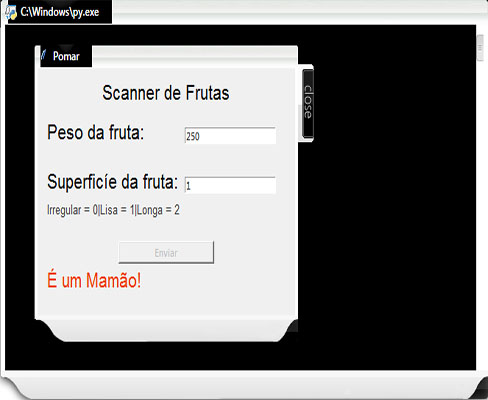 C:\Windows\py.exe
Pomar
Scanner de Frutas
close
Peso da fruta:
250
Superficíe da fruta:
1
Irregular = 0|Lisa = 1|Longa = 2
Enviar
É um Mamão!